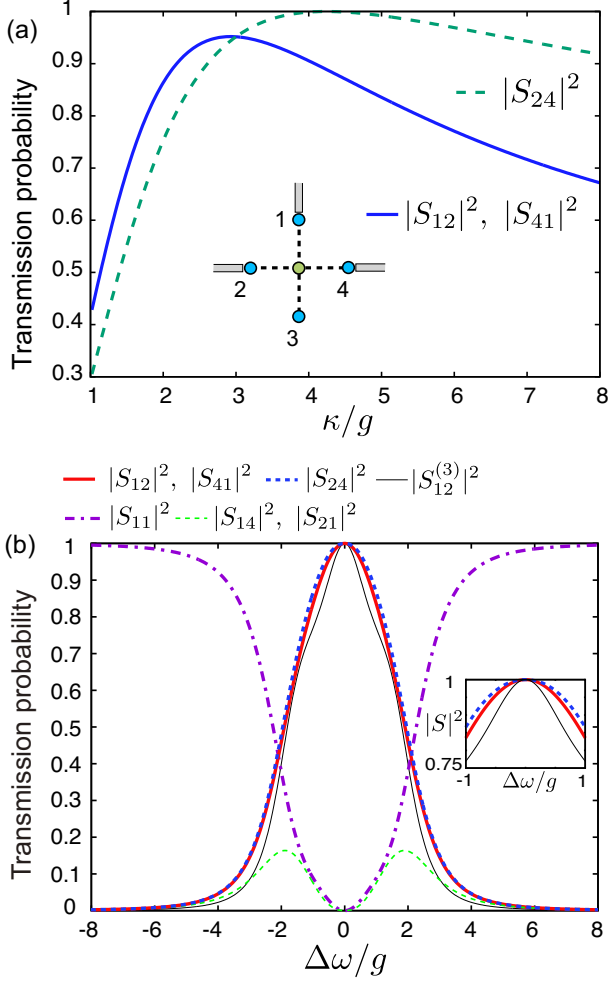 (a)
Transmission probability
1
0.9
0.8
0.7
0.6
0.5
0.4
0.3
|S₂₄|²
|S₁₂|², |S₄₁|²
1
2
4
3
1 2 3 4 5 6 7 8
κ/g
|S₁₂|², |S₄₁|² |S₂₄|² |S₁₂⁽³⁾|²
|S₁₁|² |S₁₄|², |S₂₁|²
(b)
Transmission probability
1
0.9
0.8
0.7
0.6
0.5
0.4
0.3
0.2
0.1
0
1
|S|²
0.75
-1 Δω/g 1
-8 -6 -4 -2 0 2 4 6 8
Δω/g